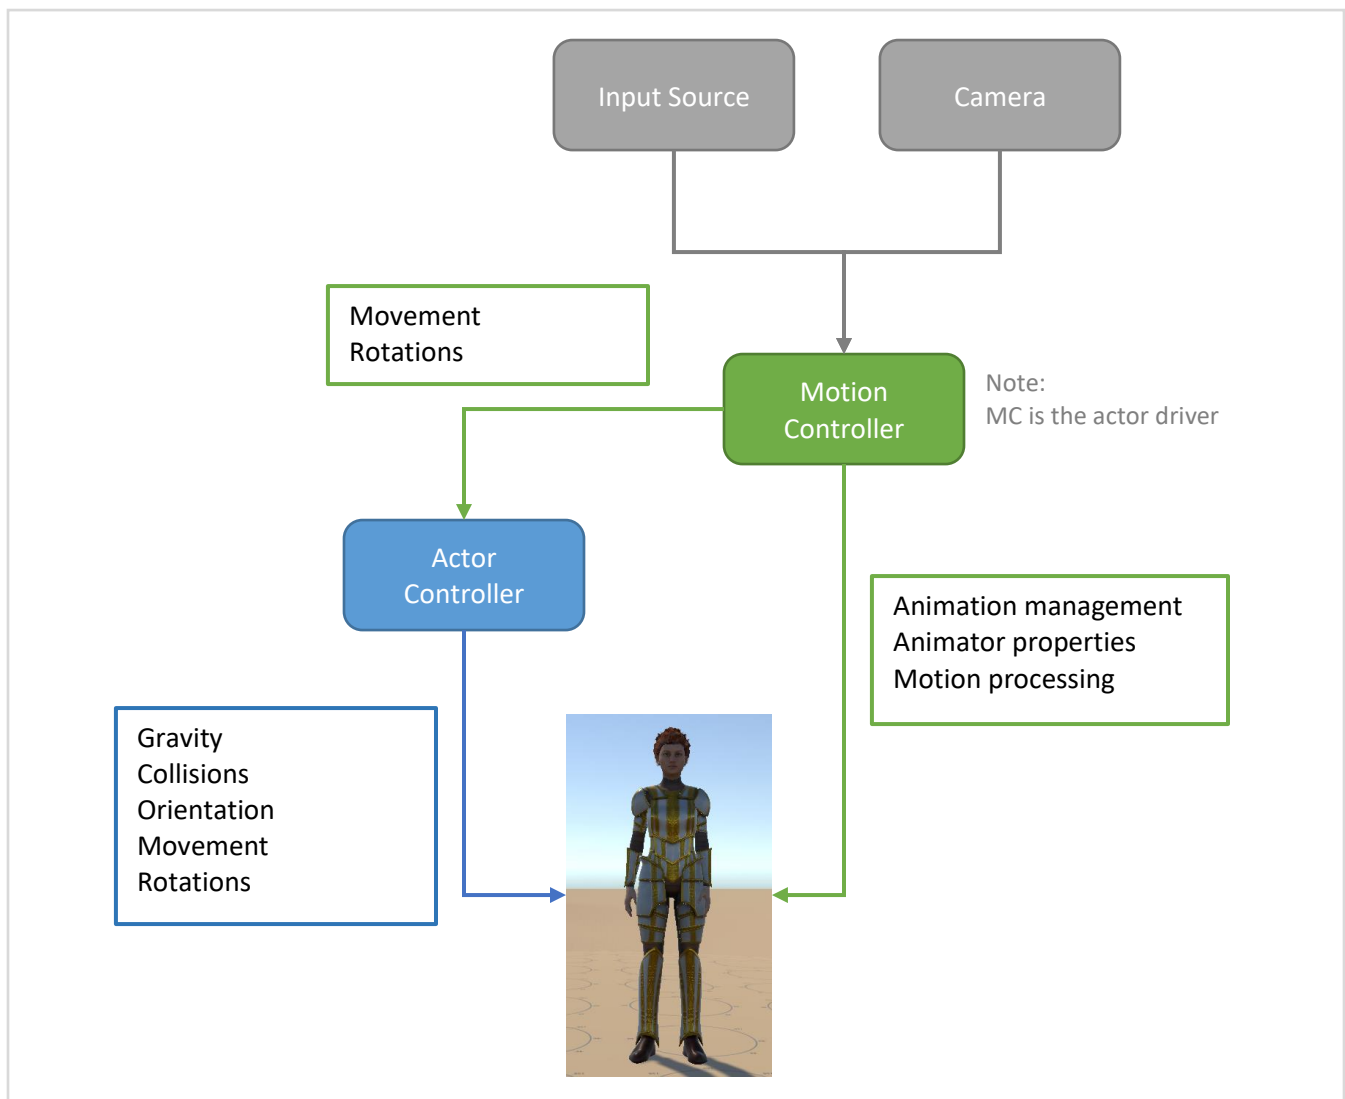 Input Source
Camera
Movement
Rotations
Motion
Controller
Note:
MC is the actor driver
Actor
Controller
Animation management
Animator properties
Motion processing
Gravity
Collisions
Orientation
Movement
Rotations